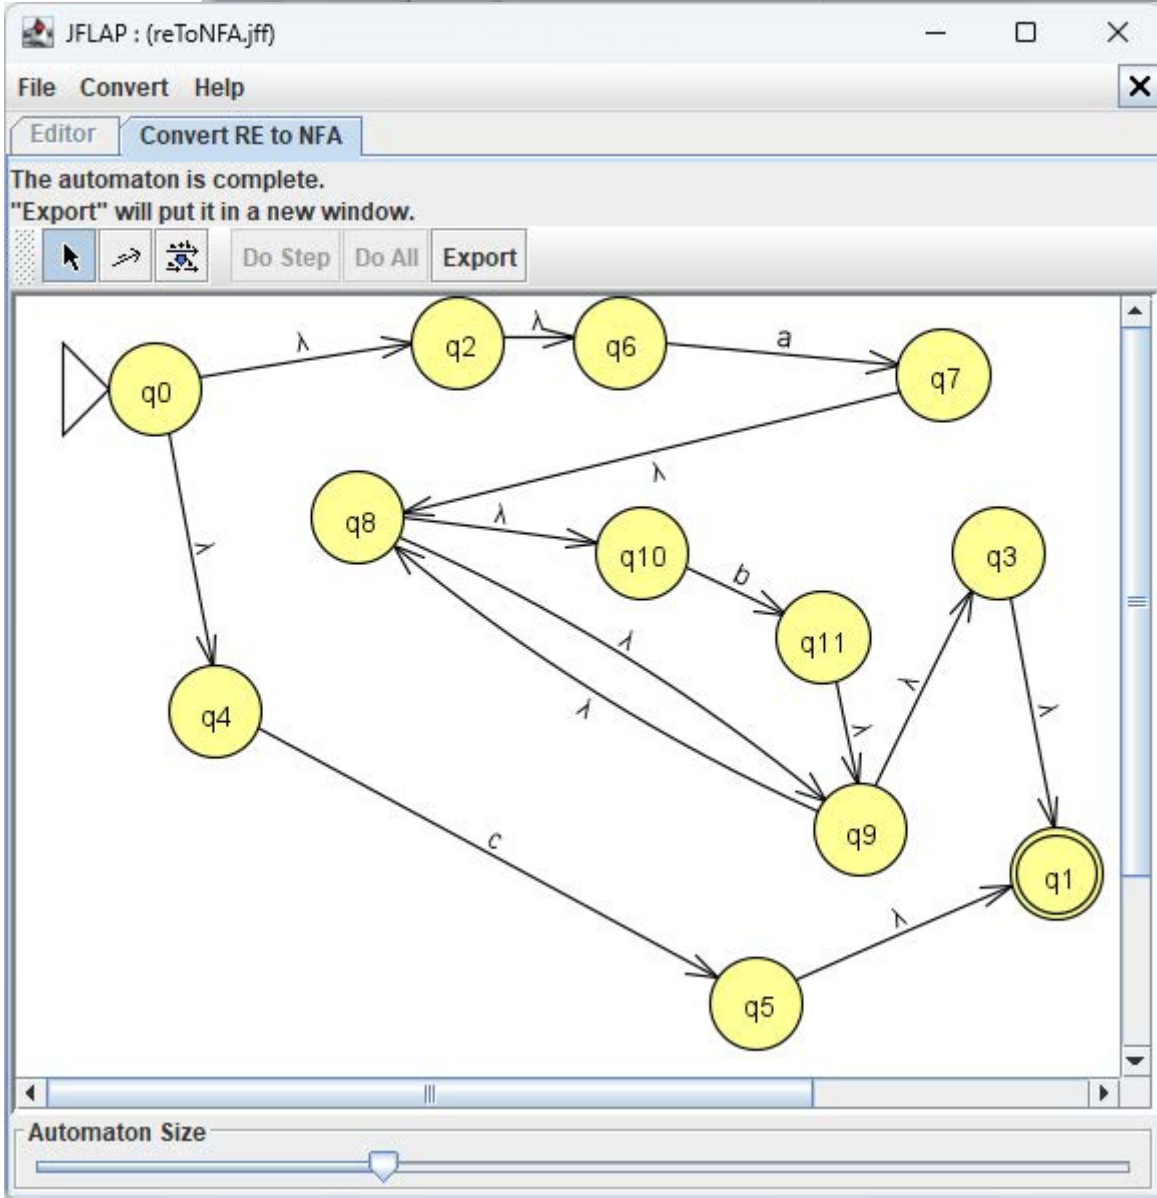 JFLAP : (reToNFA.jff)
File Convert Help
Editor Convert RE to NFA
The automaton is complete.
"Export" will put it in a new window.
Do Step Do All Export
q0
λ
q2
λ
q6
a
q7
λ
q8
λ
q10
b
q11
q3
λ
λ
λ
λ
λ
λ
q4
c
q9
q1
λ
q5
Automaton Size